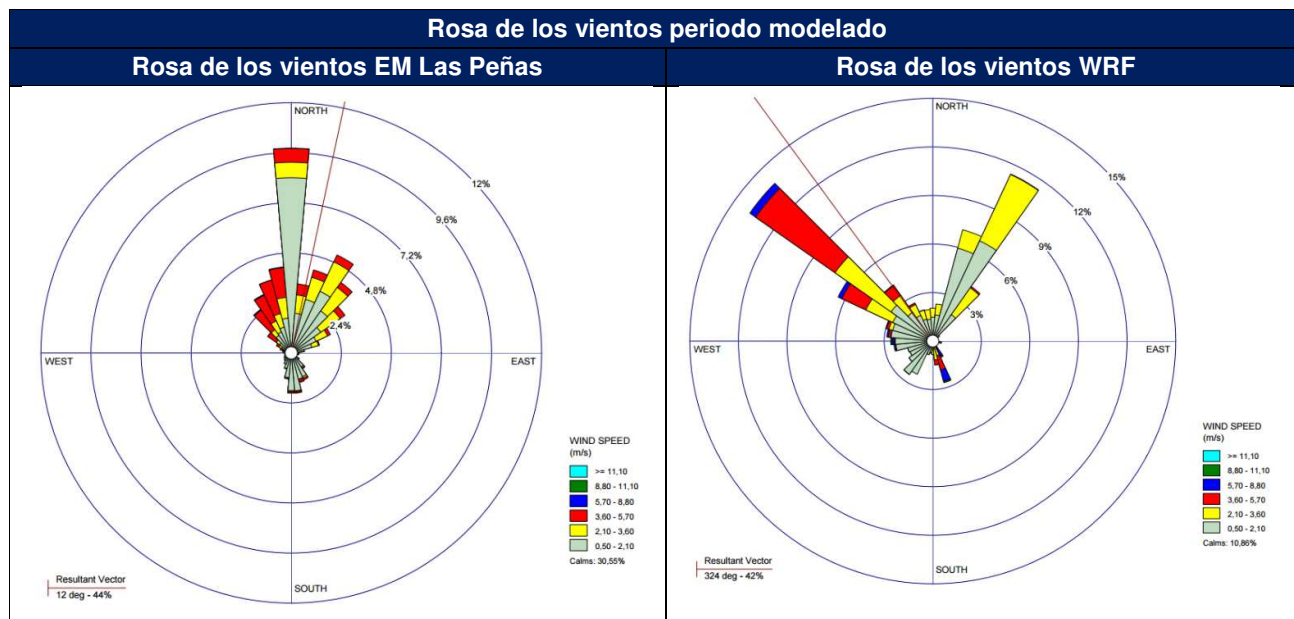 Rosa de los vientos periodo modelado
Rosa de los vientos EM Las Peñas
Rosa de los vientos WRF
NORTH
12%
9,6%
7,2%
4,8%
2,4%
WEST
EAST
SOUTH
WIND SPEED
(m/s)
>= 11,10
8,80 - 11,10
5,70 - 8,80
3,60 - 5,70
2,10 - 3,60
0,50 - 2,10
Calms: 30,55%
Resultant Vector
12 deg - 44%
NORTH
15%
12%
9%
6%
3%
WEST
EAST
SOUTH
WIND SPEED
(m/s)
>= 11,10
8,80 - 11,10
5,70 - 8,80
3,60 - 5,70
2,10 - 3,60
0,50 - 2,10
Calms: 10,86%
Resultant Vector
324 deg - 42%